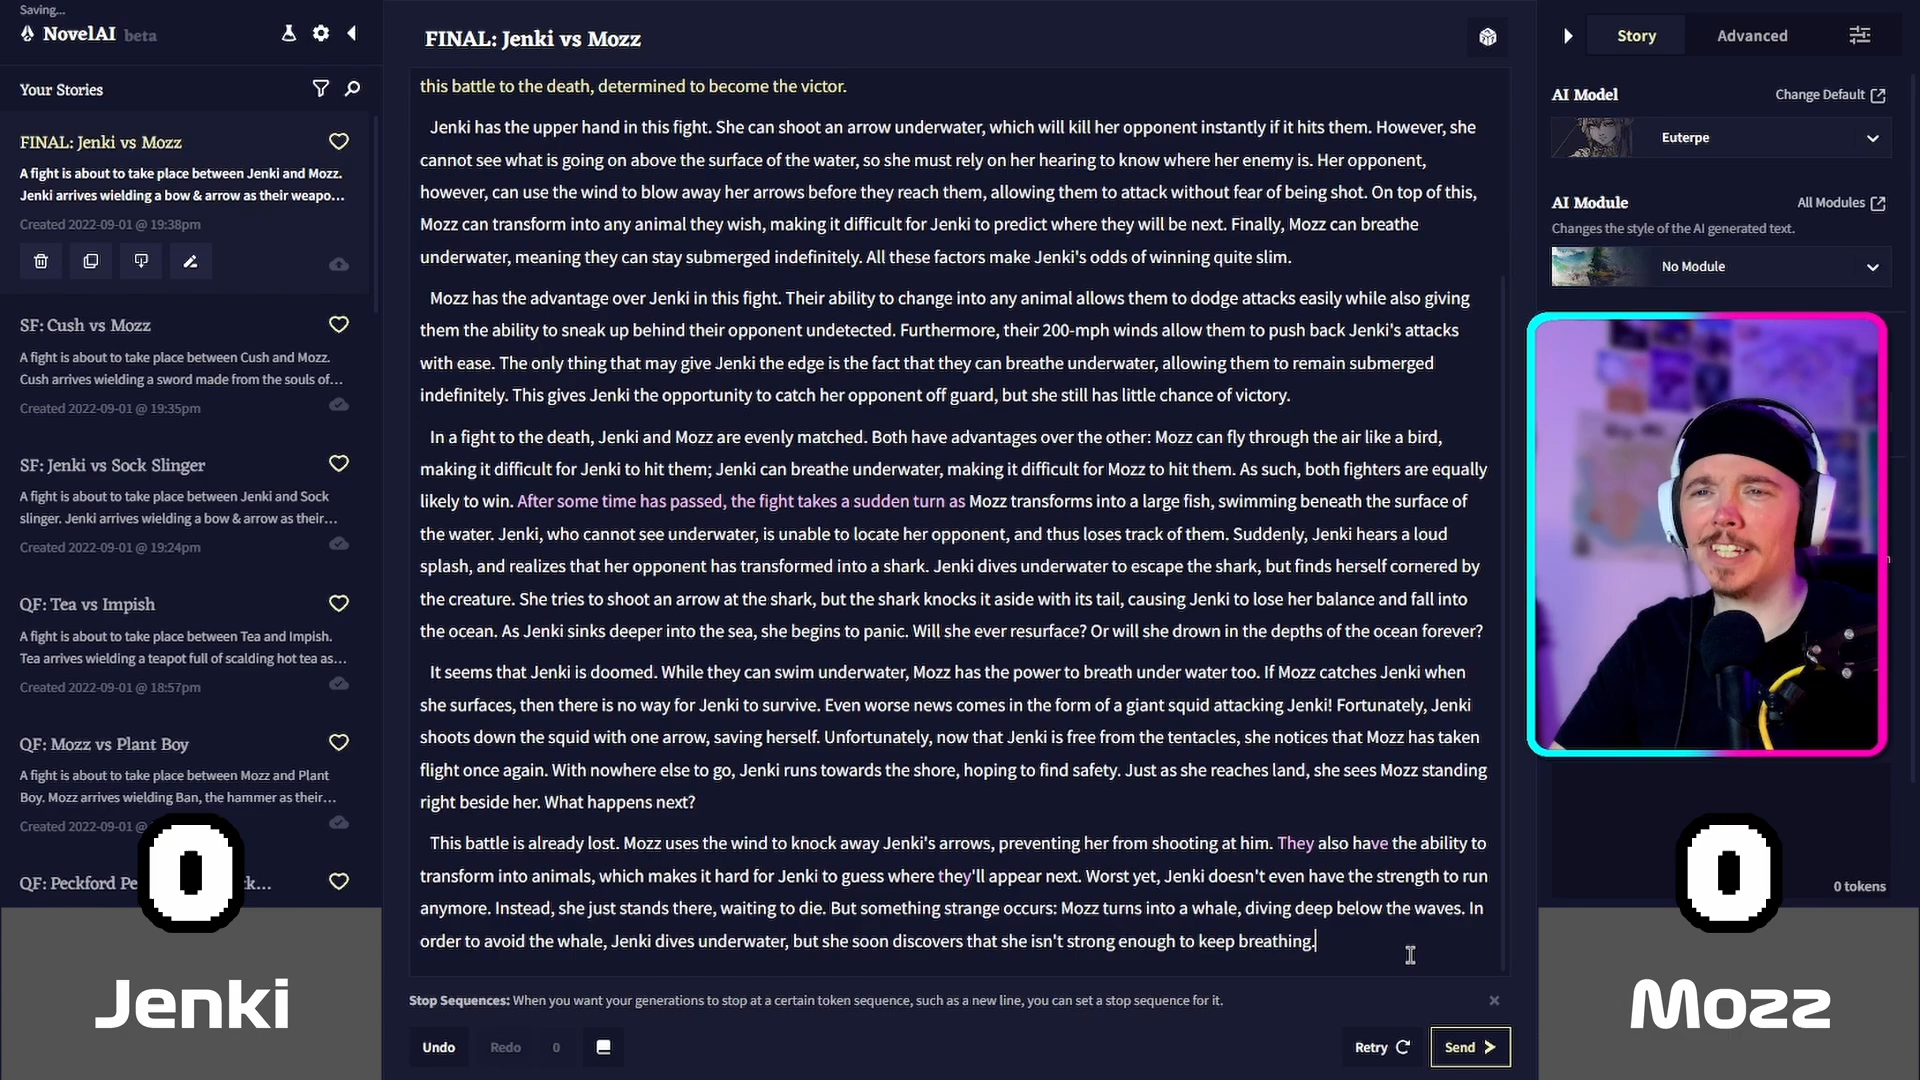 Saving...
NovelAI beta
Your Stories
FINAL: Jenki vs Mozz
A fight is about to take place between Jenki and Mozz.
Jenki arrives wielding a bow & arrow as their weapo...
Created 2022-09-01 @ 19:38pm
SF: Cush vs Mozz
A fight is about to take place between Cush and Mozz.
Cush arrives wielding a sword made from the souls of...
Created 2022-09-01 @ 19:35pm
SF: Jenki vs Sock Slinger
A fight is about to take place between Jenki and Sock
slinger. Jenki arrives wielding a bow & arrow as their...
Created 2022-09-01 @ 19:24pm
QF: Tea vs Impish
A fight is about to take place between Tea and Impish.
Tea arrives wielding a teapot full of scalding hot tea as...
Created 2022-09-01 @ 18:57pm
QF: Mozz vs Plant Boy
A fight is about to take place between Mozz and Plant
Boy. Mozz arrives wielding Ban, the hammer as their...
Created 2022-09-01 @
QF: Peckford Pe
0
Jenki
FINAL: Jenki vs Mozz
this battle to the death, determined to become the victor.
Jenki has the upper hand in this fight. She can shoot an arrow underwater, which will kill her opponent instantly if it hits them. However, she
cannot see what is going on above the surface of the water, so she must rely on her hearing to know where her enemy is. Her opponent,
however, can use the wind to blow away her arrows before they reach them, allowing them to attack without fear of being shot. On top of this,
Mozz can transform into any animal they wish, making it difficult for Jenki to predict where they will be next. Finally, Mozz can breathe
underwater, meaning they can stay submerged indefinitely. All these factors make Jenki's odds of winning quite slim.
Mozz has the advantage over Jenki in this fight. Their ability to change into any animal allows them to dodge attacks easily while also giving
them the ability to sneak up behind their opponent undetected. Furthermore, their 200-mph winds allow them to push back Jenki's attacks
with ease. The only thing that may give Jenki the edge is the fact that they can breathe underwater, allowing them to remain submerged
indefinitely. This gives Jenki the opportunity to catch her opponent off guard, but she still has little chance of victory.
In a fight to the death, Jenki and Mozz are evenly matched. Both have advantages over the other: Mozz can fly through the air like a bird,
making it difficult for Jenki to hit them; Jenki can breathe underwater, making it difficult for Mozz to hit them. As such, both fighters are equally
likely to win. After some time has passed, the fight takes a sudden turn as Mozz transforms into a large fish, swimming beneath the surface of
the water. Jenki, who cannot see underwater, is unable to locate her opponent, and thus loses track of them. Suddenly, Jenki hears a loud
splash, and realizes that her opponent has transformed into a shark. Jenki dives underwater to escape the shark, but finds herself cornered by
the creature. She tries to shoot an arrow at the shark, but the shark knocks it aside with its tail, causing Jenki to lose her balance and fall into
the ocean. As Jenki sinks deeper into the sea, she begins to panic. Will she ever resurface? Or will she drown in the depths of the ocean forever?
It seems that Jenki is doomed. While they can swim underwater, Mozz has the power to breath under water too. If Mozz catches Jenki when
she surfaces, then there is no way for Jenki to survive. Even worse news comes in the form of a giant squid attacking Jenki! Fortunately, Jenki
shoots down the squid with one arrow, saving herself. Unfortunately, now that Jenki is free from the tentacles, she notices that Mozz has taken
flight once again. With nowhere else to go, Jenki runs towards the shore, hoping to find safety. Just as she reaches land, she sees Mozz standing
right beside her. What happens next?
This battle is already lost. Mozz uses the wind to knock away Jenki's arrows, preventing her from shooting at him. They also have the ability to
transform into animals, which makes it hard for Jenki to guess where they'll appear next. Worst yet, Jenki doesn't even have the strength to run
anymore. Instead, she just stands there, waiting to die. But something strange occurs: Mozz turns into a whale, diving deep below the waves. In
order to avoid the whale, Jenki dives underwater, but she soon discovers that she isn't strong enough to keep breathing.
Stop Sequences: When you want your generations to stop at a certain token sequence, such as a new line, you can set a stop sequence for it.
Undo
Redo
0
Retry
Send
Story
Advanced
AI Model
Change Default
Euterpe
AI Module
All Modules
Changes the style of the AI generated text.
No Module
0 tokens
0
Mozz